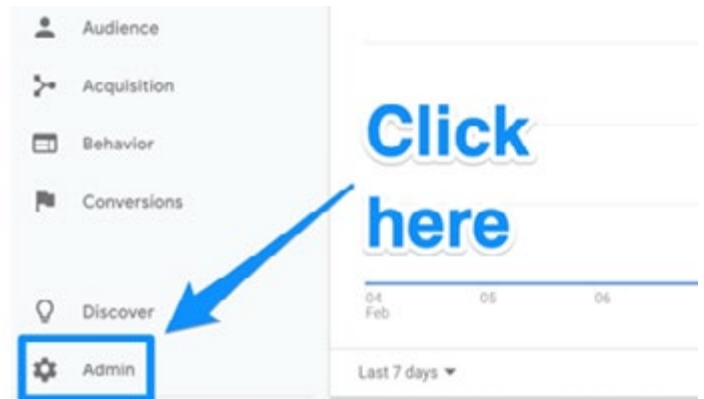 Audience
Acquisition
Behavior
Conversions
Discover
Admin
Click
here
04
Feb
05
06
Last 7 days